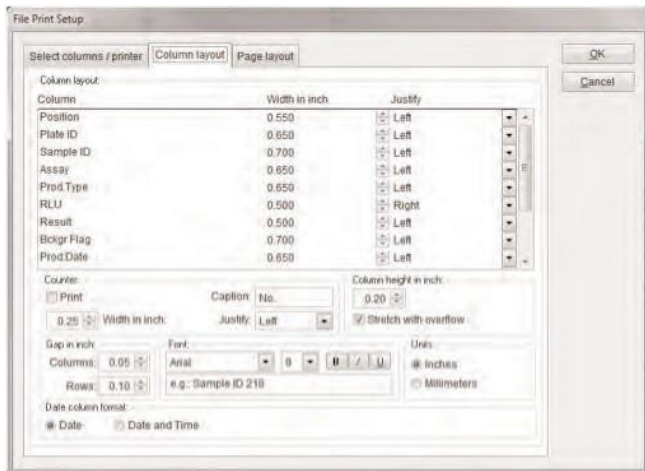 File Print Setup
Select columns / printer Column layout Page layout
OK
Cancel
Column layout:
Column Width in inch Justify
Position 0.550 Left
Plate ID 0.650 Left
Sample ID 0.700 Left
Assay 0.650 Left
Prod.Type 0.650 Left
RLU 0.500 Right
Result 0.500 Left
Bckgr.Flag 0.700 Left
Prod.Date 0.650 Left
Counter:
Print Caption: No.
0.25 Width in inch: Justify: Left
Column height in inch:
0.20
Stretch with overflow
Gap in inch:
Columns: 0.05
Rows: 0.10
Font:
Arial B I U
e.g.: Sample ID 210
Units:
Inches
Millimeters
Date column format:
Date Date and Time